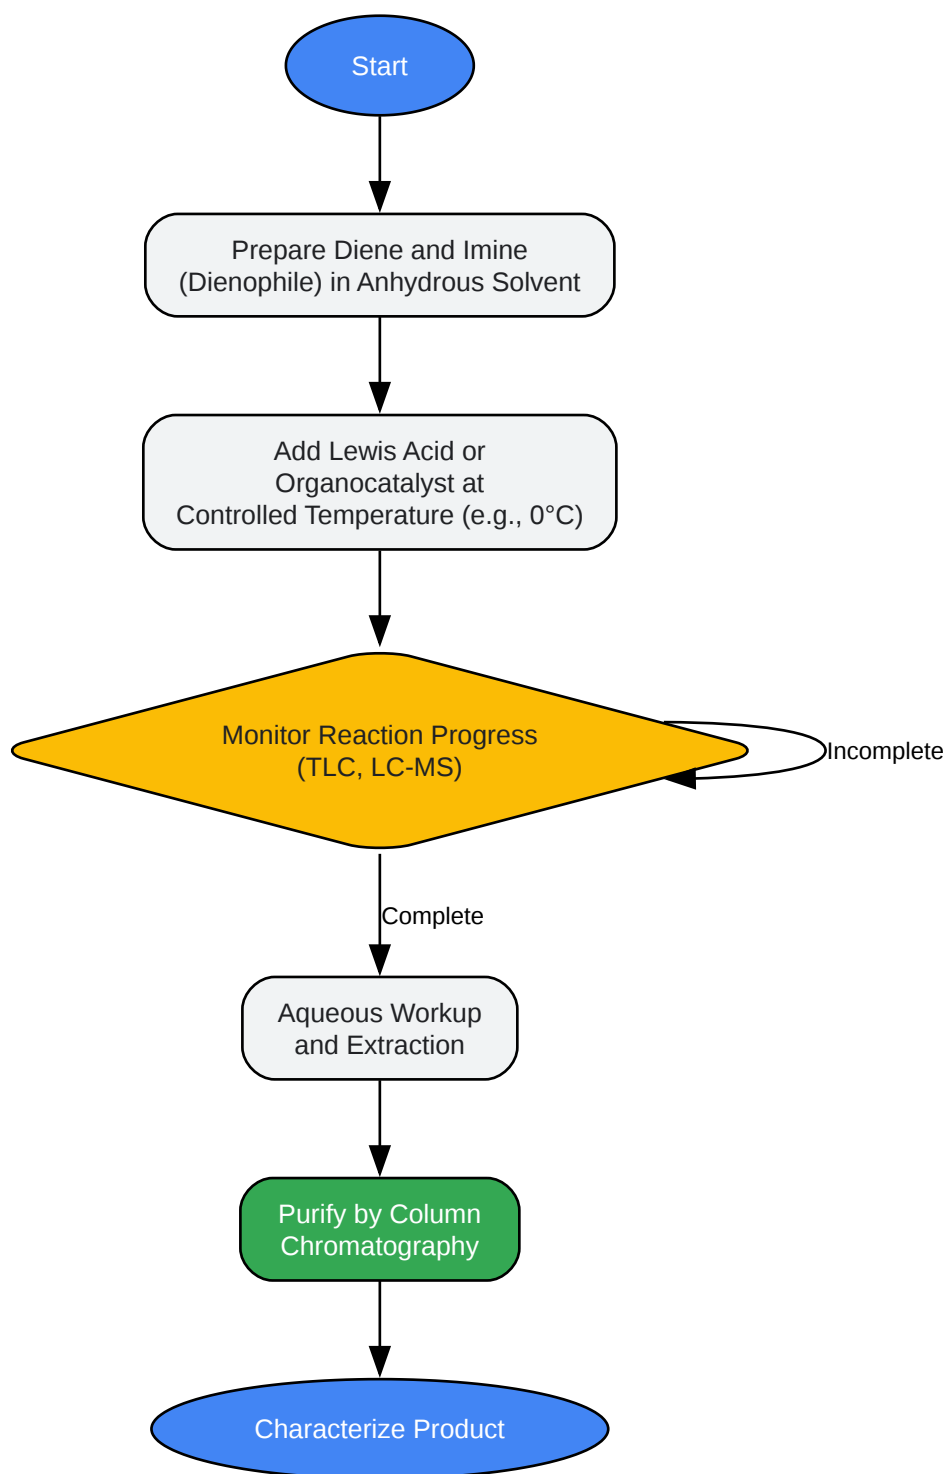 Start
Prepare Diene and Imine
(Dienophile) in Anhydrous Solvent
Add Lewis Acid or
Organocatalyst at
Controlled Temperature (e.g., 0°C)
Monitor Reaction Progress
(TLC, LC-MS)
Incomplete
Complete
Aqueous Workup
and Extraction
Purify by Column
Chromatography
Characterize Product